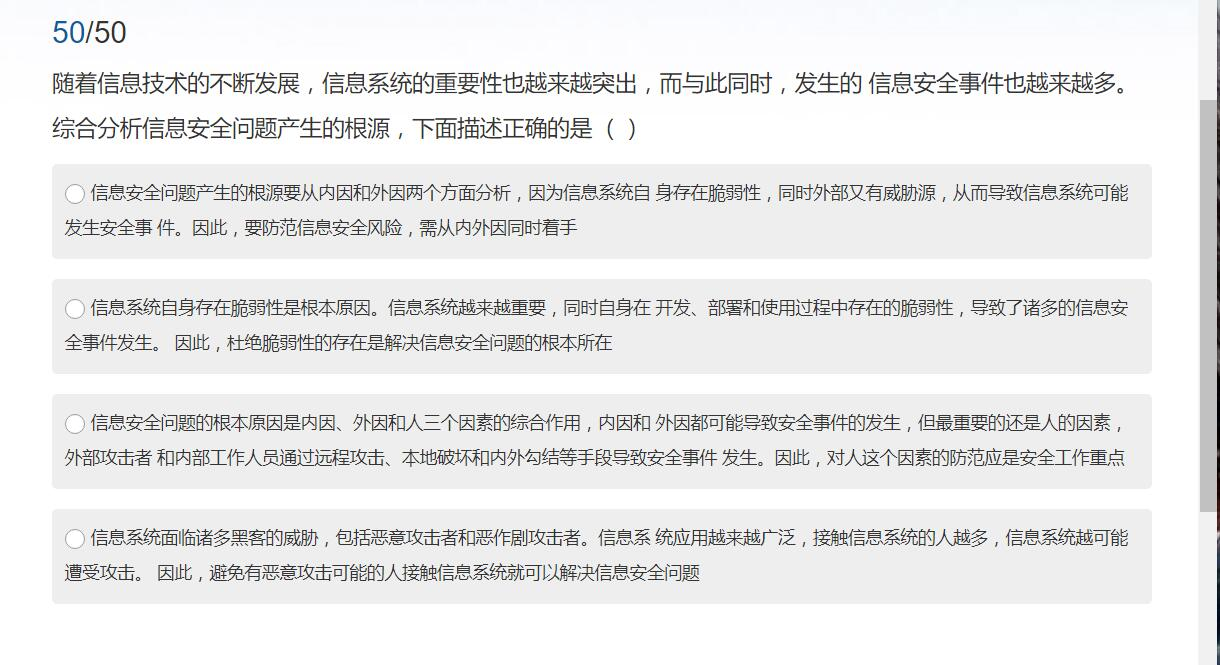 50/50
随着信息技术的不断发展，信息系统的重要性也越来越突出，而与此同时，发生的 信息安全事件也越来越多。
综合分析信息安全问题产生的根源，下面描述正确的是（ ）
信息安全问题产生的根源要从内因和外因两个方面分析，因为信息系统自 身存在脆弱性，同时外部又有威胁源，从而导致信息系统可能
发生安全事 件。因此，要防范信息安全风险，需从内外因同时着手
信息系统自身存在脆弱性是根本原因。信息系统越来越重要，同时自身在 开发、部署和使用过程中存在的脆弱性，导致了诸多的信息安
全事件发生。 因此，杜绝脆弱性的存在是解决信息安全问题的根本所在
信息安全问题的根本原因是内因、外因和人三个因素的综合作用，内因和 外因都可能导致安全事件的发生，但最重要的还是人的因素，
外部攻击者 和内部工作人员通过远程攻击、本地破坏和内外勾结等手段导致安全事件 发生。因此，对人这个因素的防范应是安全工作重点
信息系统面临诸多黑客的威胁，包括恶意攻击者和恶作剧攻击者。信息系 统应用越来越广泛，接触信息系统的人越多，信息系统越可能
遭受攻击。 因此，避免有恶意攻击可能的人接触信息系统就可以解决信息安全问题